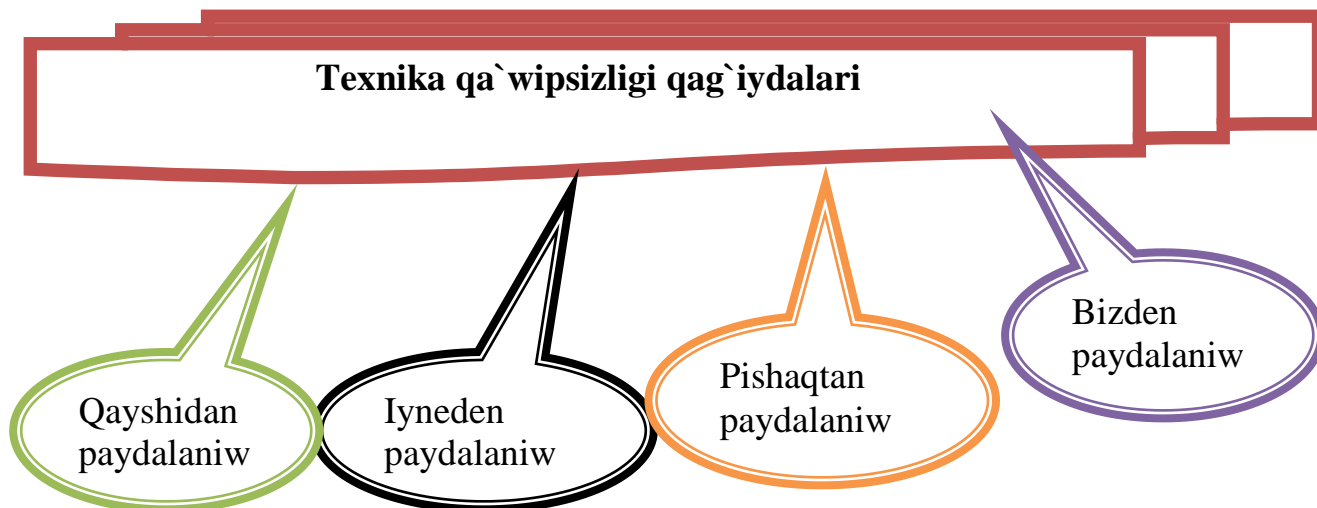 Texnika qa`wipsizligi qag`iydalari
Qayshidan
paydalaniw
Iyneden
paydalaniw
Pishaqtan
paydalaniw
Bizden
paydalaniw